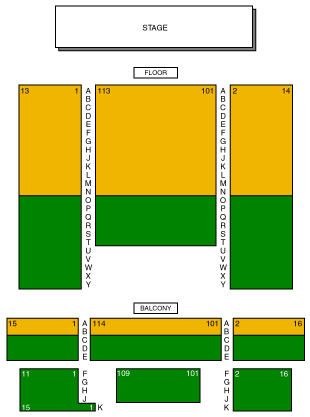 STAGE
FLOOR
13 1 A 113 101 A 2 14
B B
C C
D D
E E
F F
G G
H H
J J
K K
L L
M M
N N
O O
P P
Q Q
R R
S S
T T
U U
V V
W W
X X
Y Y
BALCONY
15 1 A 114 101 A 2 16
B B
C C
D D
E E
11 1 F 109 101 F 2 16
G G
H H
J J
15 1 K K